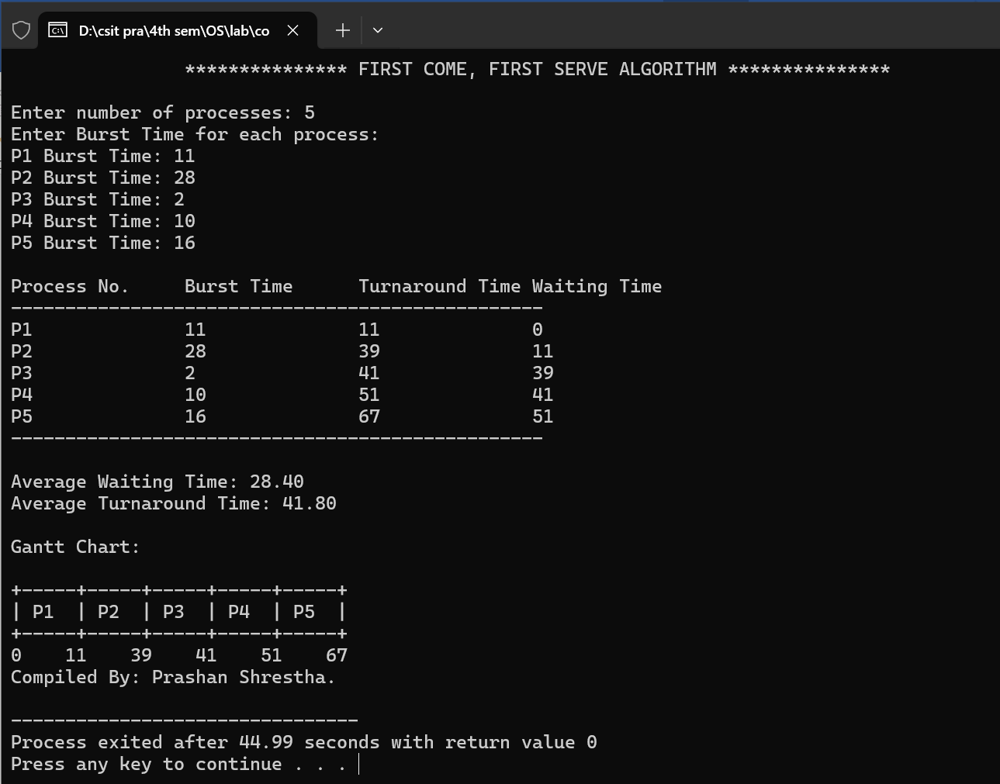 D:\csit pra\4th sem\OS\lab\co
*************** FIRST COME, FIRST SERVE ALGORITHM ***************
Enter number of processes: 5
Enter Burst Time for each process:
P1 Burst Time: 11
P2 Burst Time: 28
P3 Burst Time: 2
P4 Burst Time: 10
P5 Burst Time: 16
Process No.     Burst Time      Turnaround Time Waiting Time
-------------------------------------------------
P1              11              11              0
P2              28              39              11
P3              2               41              39
P4              10              51              41
P5              16              67              51
-------------------------------------------------
Average Waiting Time: 28.40
Average Turnaround Time: 41.80
Gantt Chart:
+-----+-----+-----+-----+-----+
| P1  | P2  | P3  | P4  | P5  |
+-----+-----+-----+-----+-----+
0    11    39    41    51    67
Compiled By: Prashan Shrestha.
--------------------------------
Process exited after 44.99 seconds with return value 0
Press any key to continue . . .